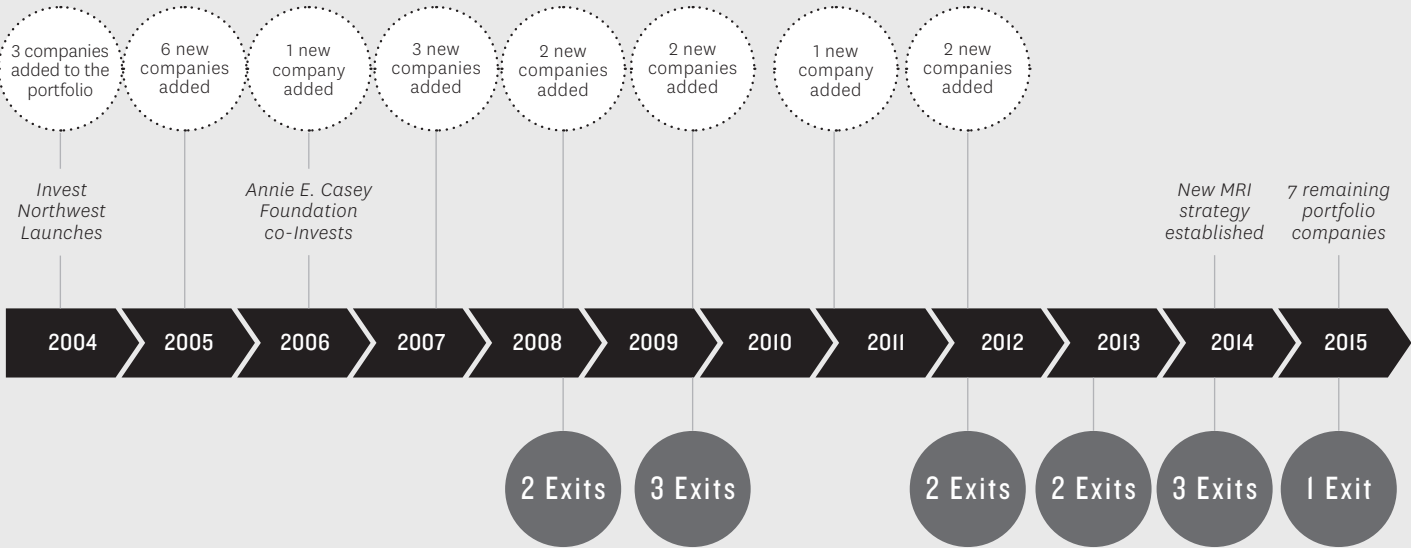 3 companies
added to the
portfolio
6 new
companies
added
1 new
company
added
3 new
companies
added
2 new
companies
added
2 new
companies
added
1 new
company
added
2 new
companies
added
Invest
Northwest
Launches
Annie E. Casey
Foundation
co-Invests
New MRI
strategy
established
7 remaining
portfolio
companies
2004
2005
2006
2007
2008
2009
2010
2011
2012
2013
2014
2015
2 Exits
3 Exits
2 Exits
2 Exits
3 Exits
1 Exit